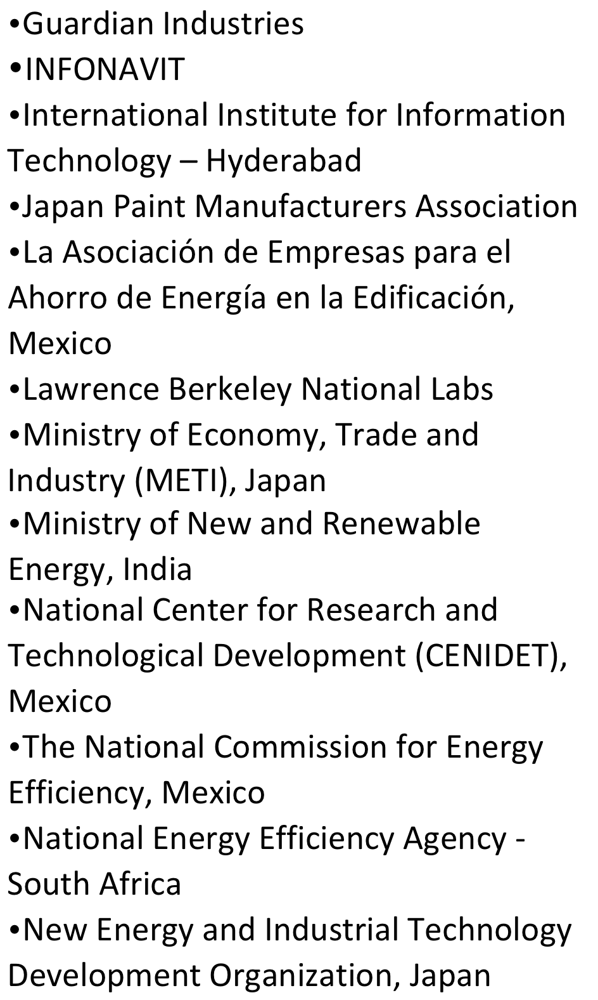 •Guardian Industries
•INFONAVIT
•International Institute for Information
Technology – Hyderabad
•Japan Paint Manufacturers Association
•La Asociación de Empresas para el
Ahorro de Energía en la Edificación,
Mexico
•Lawrence Berkeley National Labs
•Ministry of Economy, Trade and
Industry (METI), Japan
•Ministry of New and Renewable
Energy, India
•National Center for Research and
Technological Development (CENIDET),
Mexico
•The National Commission for Energy
Efficiency, Mexico
•National Energy Efficiency Agency -
South Africa
•New Energy and Industrial Technology
Development Organization, Japan